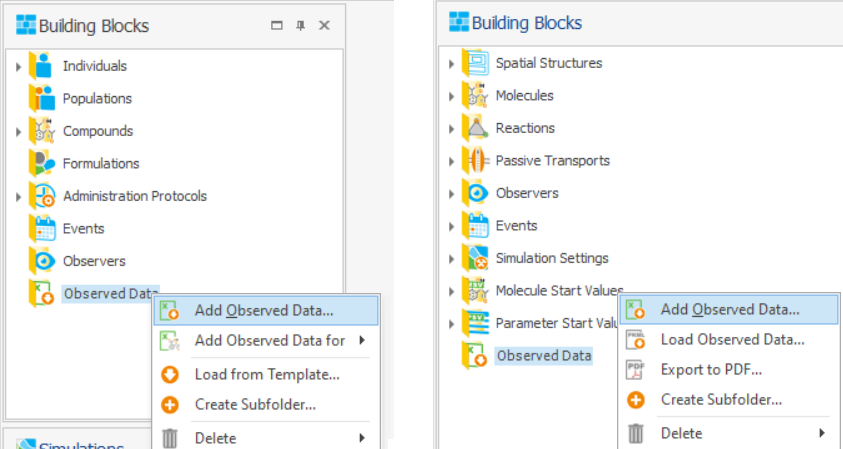 Building Blocks
Individuals
Populations
Compounds
Formulations
Administration Protocols
Events
Observers
Observed Data
Add Observed Data...
Add Observed Data for
Load from Template...
Create Subfolder...
Delete
Simulations
Building Blocks
Spatial Structures
Molecules
Reactions
Passive Transports
Observers
Events
Simulation Settings
Molecule Start Values
Parameter Start Valu
Observed Data
Add Observed Data...
Load Observed Data...
Export to PDF...
Create Subfolder...
Delete